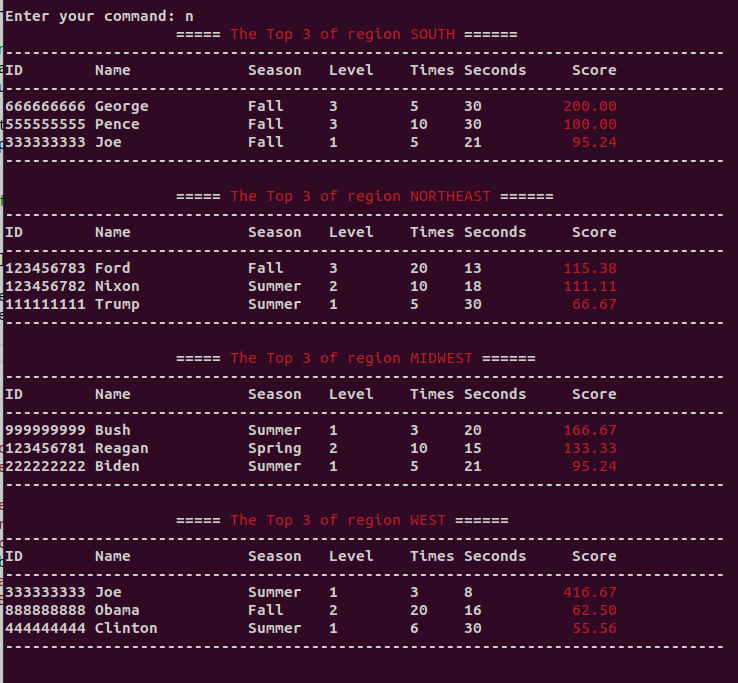 Enter your command: n
===== The Top 3 of region SOUTH ======
--------------------------------------------------------------------------------
ID        Name             Season   Level    Times Seconds     Score
--------------------------------------------------------------------------------
666666666 George           Fall     3        5     30         200.00
555555555 Pence            Fall     3        10    30         100.00
333333333 Joe              Fall     1        5     21          95.24
--------------------------------------------------------------------------------
===== The Top 3 of region NORTHEAST ======
--------------------------------------------------------------------------------
ID        Name             Season   Level    Times Seconds     Score
--------------------------------------------------------------------------------
123456783 Ford             Fall     3        20    13         115.38
123456782 Nixon            Summer   2        10    18         111.11
111111111 Trump            Summer   1        5     30          66.67
--------------------------------------------------------------------------------
===== The Top 3 of region MIDWEST ======
--------------------------------------------------------------------------------
ID        Name             Season   Level    Times Seconds     Score
--------------------------------------------------------------------------------
999999999 Bush             Summer   1        3     20         166.67
123456781 Reagan           Spring   2        10    15         133.33
222222222 Biden            Summer   1        5     21          95.24
--------------------------------------------------------------------------------
===== The Top 3 of region WEST ======
--------------------------------------------------------------------------------
ID        Name             Season   Level    Times Seconds     Score
--------------------------------------------------------------------------------
333333333 Joe              Summer   1        3     8          416.67
888888888 Obama            Fall     2        20    16          62.50
444444444 Clinton          Summer   1        6     30          55.56
--------------------------------------------------------------------------------